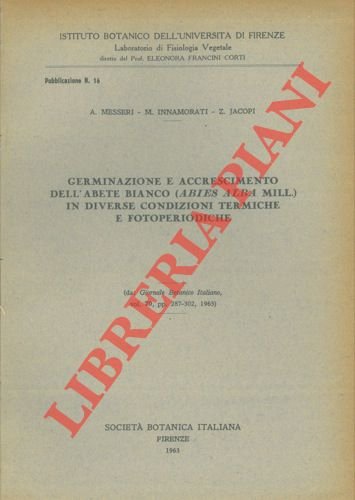 ISTITUTO BOTANICO DELL'UNIVERSITA DI FIRENZE
Laboratorio di Fisiologia Vegetale
diretto dal Prof. ELEONORA FRANCINI CORTI
Pubblicazione N. 16
A. MESSERI - M. INNAMORATI - Z. JACOPI
GERMINAZIONE E ACCRESCIMENTO
DELL'ABETE BIANCO (ABIES ALBA MILL.)
IN DIVERSE CONDIZIONI TERMICHE
E FOTOPERIODICHE
(da: Giornale Botanico Italiano,
vol. 70, pp. 287-302, 1963)
SOCIETÀ BOTANICA ITALIANA
FIRENZE
1963
LIBRERIA PIANI